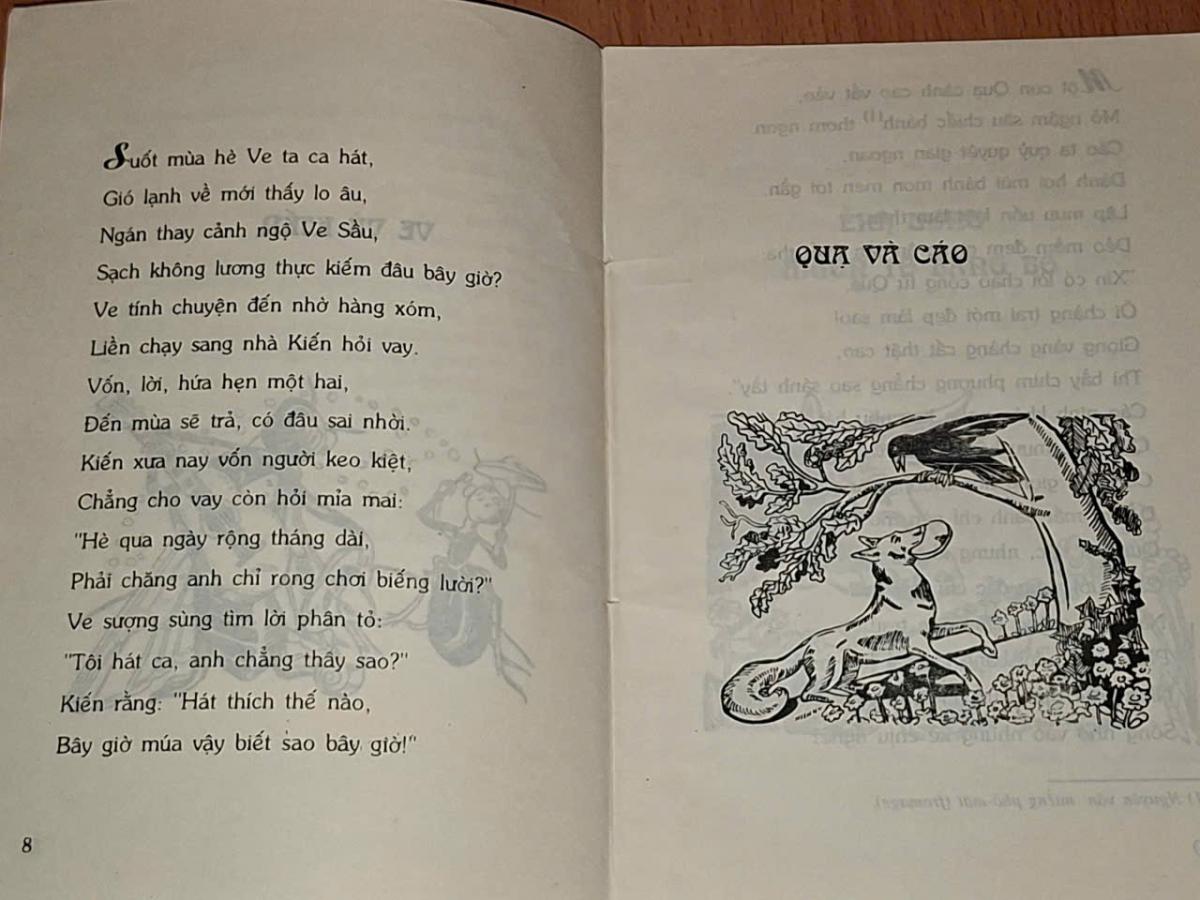 Suốt mùa hè Ve ta ca hát,
Gió lạnh về mới thấy lo âu,
Ngán thay cảnh ngộ Ve Sầu,
Sạch không lương thực kiếm đâu bây giờ?
Ve tính chuyện đến nhờ hàng xóm,
Liền chạy sang nhà Kiến hỏi vay.
Vốn, lời, hứa hẹn một hai,
Đến mùa sẽ trả, có đâu sai nhời.
Kiến xưa nay vốn người keo kiệt,
Chẳng cho vay còn hỏi mỉa mai:
"Hè qua ngày rộng tháng dài,
Phải chăng anh chỉ rong chơi biếng lười?"
Ve sượng sùng tìm lời phân tỏ:
"Tôi hát ca, anh chẳng thấy sao?"
Kiến rằng: "Hát thích thế nào,
Bây giờ múa vậy biết sao bây giờ!"
8
QUẠ VÀ CÁO